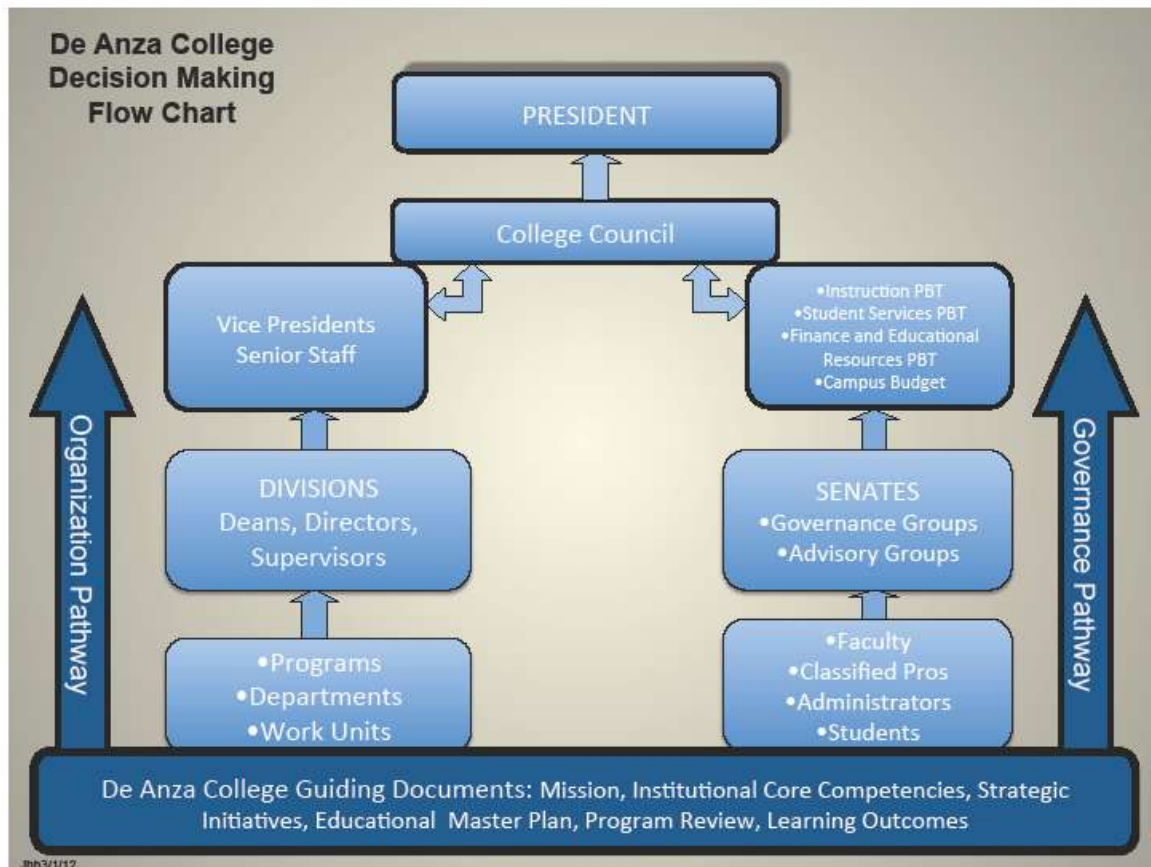 De Anza College
Decision Making
Flow Chart
PRESIDENT
College Council
Vice Presidents
Senior Staff
•Instruction PBT
•Student Services PBT
•Finance and Educational
Resources PBT
•Campus Budget
Organization Pathway
DIVISIONS
Deans, Directors,
Supervisors
SENATES
•Governance Groups
•Advisory Groups
Governance Pathway
•Programs
•Departments
•Work Units
•Faculty
•Classified Pros
•Administrators
•Students
De Anza College Guiding Documents: Mission, Institutional Core Competencies, Strategic
Initiatives, Educational Master Plan, Program Review, Learning Outcomes